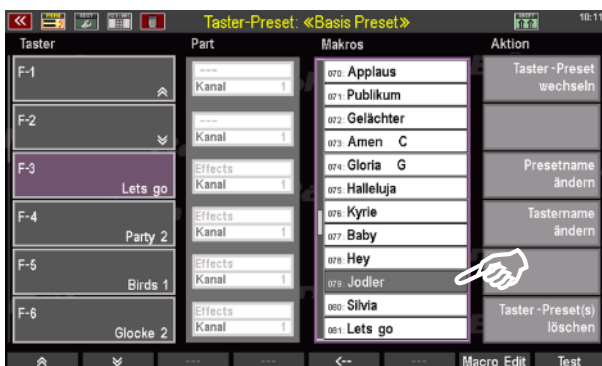 Taster-Preset: «Basis Preset»
10:11
Taster Part Makros Aktion
F-1
F-2
F-3
Lets go
F-4
Party 2
F-5
Birds 1
F-6
Glocke 2
---
Kanal 1
---
Kanal 1
Effects
Kanal 1
Effects
Kanal 1
Effects
Kanal 1
Effects
Kanal 1
070: Applaus
071: Publikum
072: Gelächter
073: Amen C
074: Gloria G
075: Halleluja
076: Kyrie
077: Baby
078: Hey
079: Jodler
080: Silvia
081: Lets go
Taster-Preset
wechseln
Presetname
ändern
Tastername
ändern
Taster-Preset(s)
löschen
--- --- <-- --- Macro Edit Test